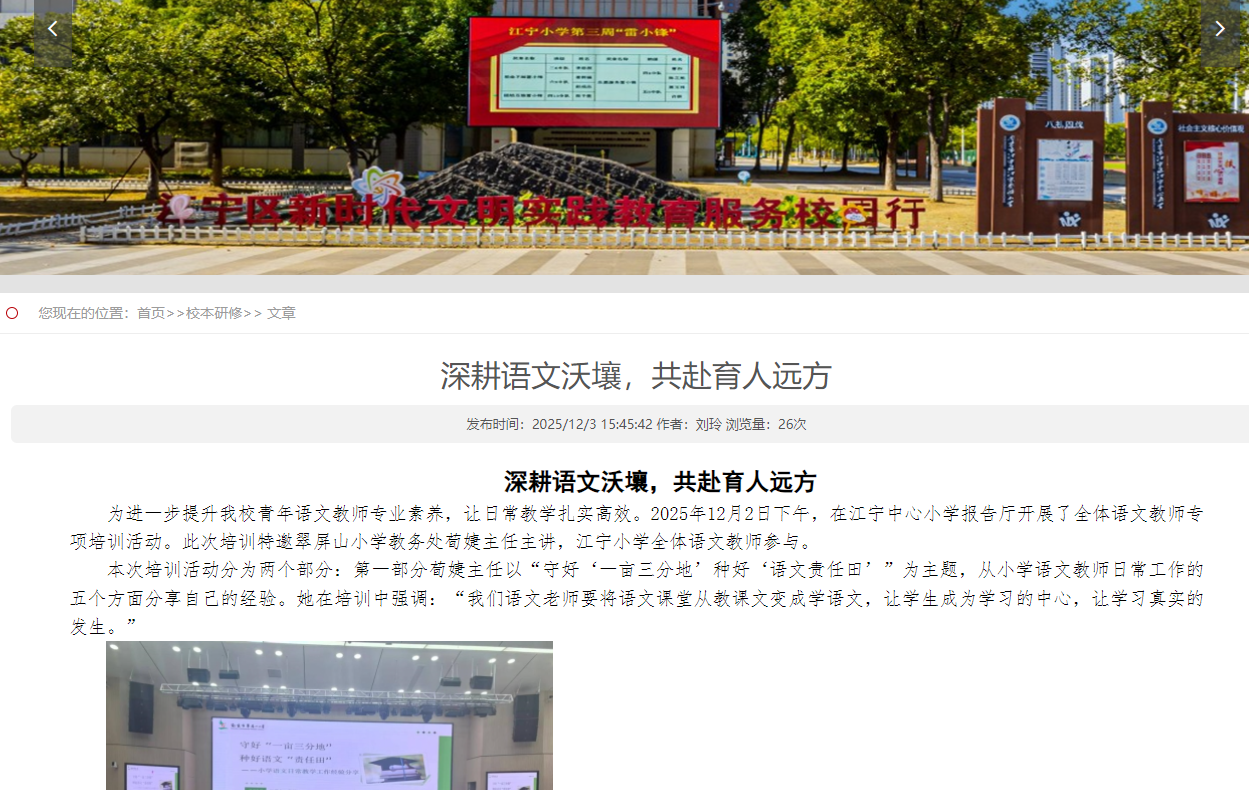 江宁小学第三周“雷小锋”
八礼四仪
社会主义核心价值观
江宁区新时代文明实践教育服务校园行
您现在的位置：首页>>校本研修>> 文章
深耕语文沃壤，共赴育人远方
发布时间：2025/12/3 15:45:42 作者：刘玲 浏览量：26次
深耕语文沃壤，共赴育人远方
为进一步提升我校青年语文教师专业素养，让日常教学扎实高效。2025年12月2日下午，在江宁中心小学报告厅开展了全体语文教师专
项培训活动。此次培训特邀翠屏山小学教务处荀婕主任主讲，江宁小学全体语文教师参与。
本次培训活动分为两个部分：第一部分荀婕主任以“守好‘一亩三分地’种好‘语文责任田’”为主题，从小学语文教师日常工作的
五个方面分享自己的经验。她在培训中强调：“我们语文老师要将语文课堂从教课文变成学语文，让学生成为学习的中心，让学习真实的
发生。”
守好“一亩三分地”
种好语文“责任田”
——小学语文日常教学工作经验分享